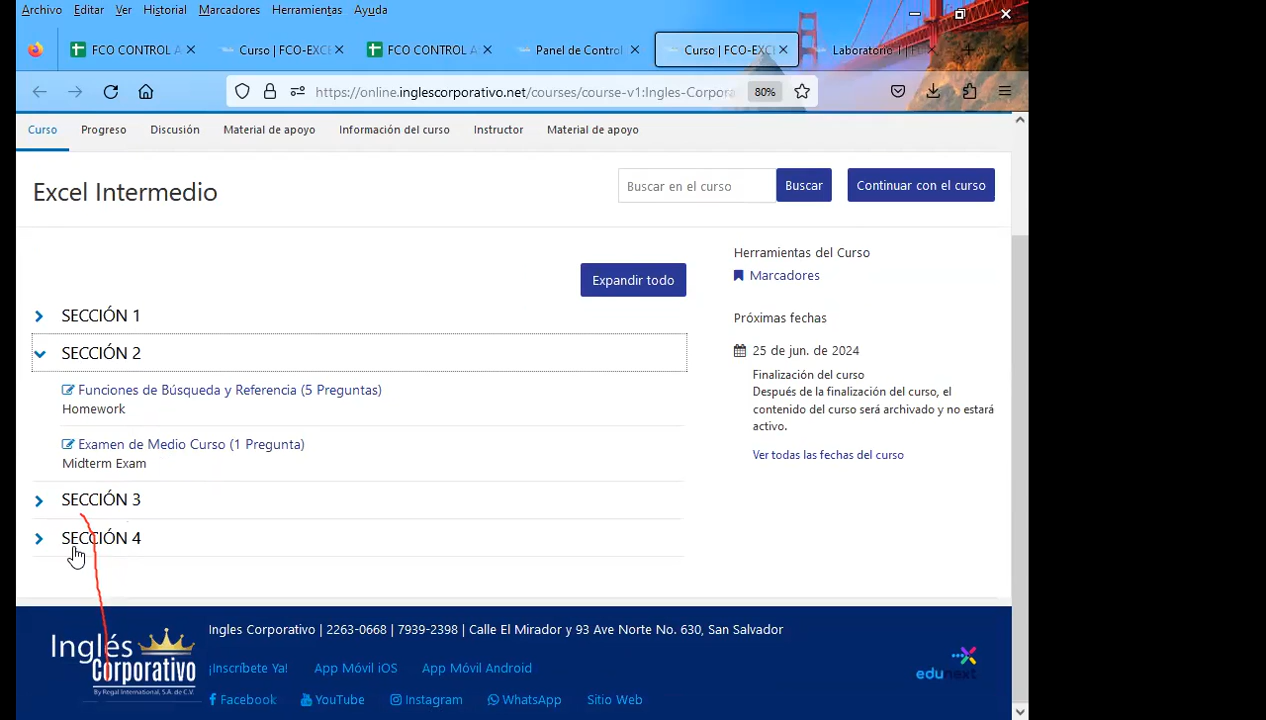 Archivo Editar Ver Historial Marcadores Herramientas Ayuda
FCO CONTROL A Curso | FCO-EXCE FCO CONTROL A Panel de Control Curso | FCO-EXCE Laboratorio 1 | F
https://online.inglescorporativo.net/courses/course-v1:Ingles-Corpora 80%
Curso Progreso Discusión Material de apoyo Información del curso Instructor Material de apoyo
Excel Intermedio
Buscar en el curso Buscar Continuar con el curso
Expandir todo
SECCIÓN 1
SECCIÓN 2
Funciones de Búsqueda y Referencia (5 Preguntas)
Homework
Examen de Medio Curso (1 Pregunta)
Midterm Exam
SECCIÓN 3
SECCIÓN 4
Herramientas del Curso
Marcadores
Próximas fechas
25 de jun. de 2024
Finalización del curso
Después de la finalización del curso, el
contenido del curso será archivado y no estará
activo.
Ver todas las fechas del curso
Inglés
Corporativo
By Regal International, S.A. de C.V.
Ingles Corporativo | 2263-0668 | 7939-2398 | Calle El Mirador y 93 Ave Norte No. 630, San Salvador
¡Inscríbete Ya! App Móvil iOS App Móvil Android
Facebook YouTube Instagram WhatsApp Sitio Web
edunext